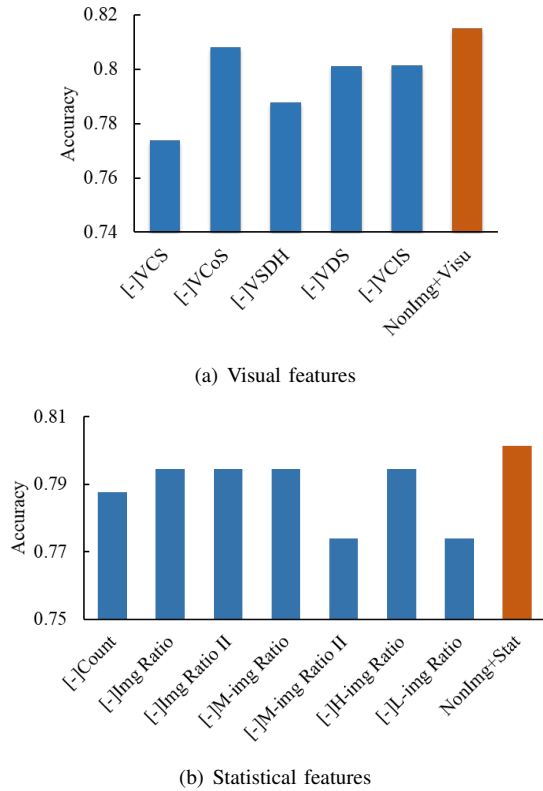 0.82
0.8
0.78
0.76
0.74
Accuracy
[-]VCS
[-]VCoS
[-]VSDH
[-]VDS
[-]VClS
NonImg+Visu
(a) Visual features
0.81
0.79
0.77
0.75
Accuracy
[-]Count
[-]Img Ratio
[-]Img Ratio II
[-]M-img Ratio
[-]M-img Ratio II
[-]H-img Ratio
[-]L-img Ratio
NonImg+Stat
(b) Statistical features